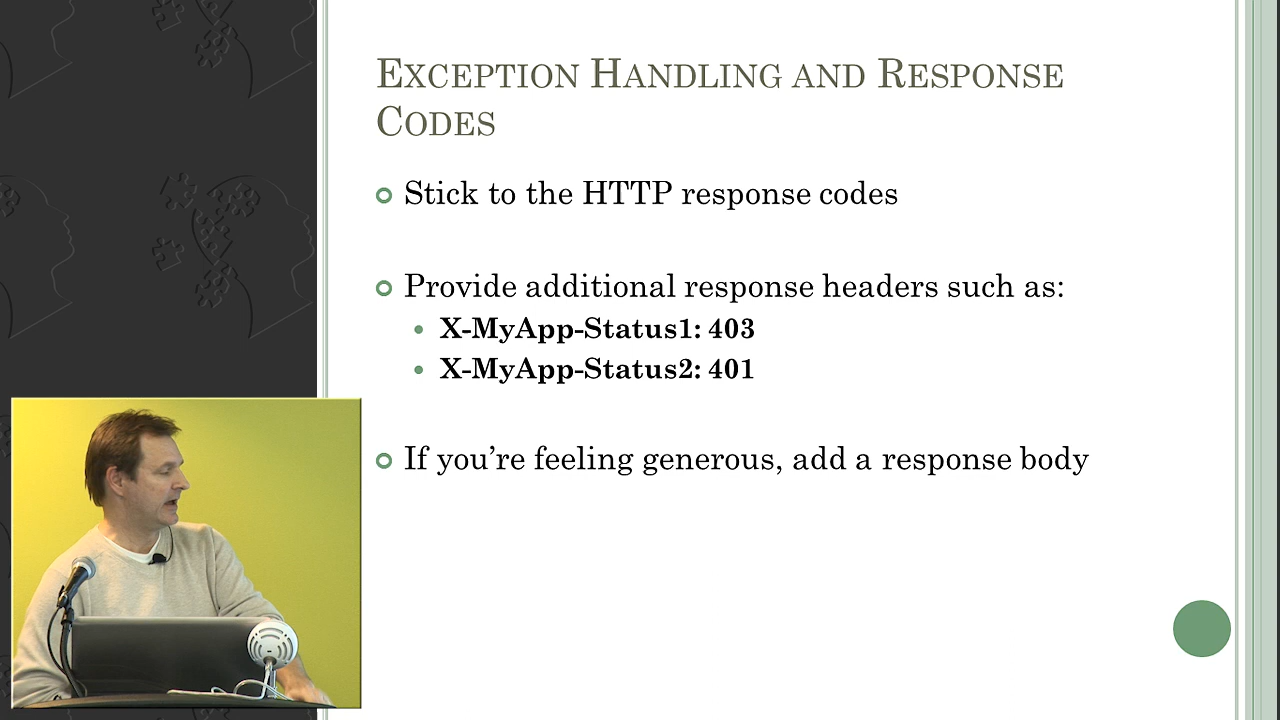 Exception Handling and Response
Codes
Stick to the HTTP response codes
Provide additional response headers such as:
X-MyApp-Status1: 403
X-MyApp-Status2: 401
If you’re feeling generous, add a response body